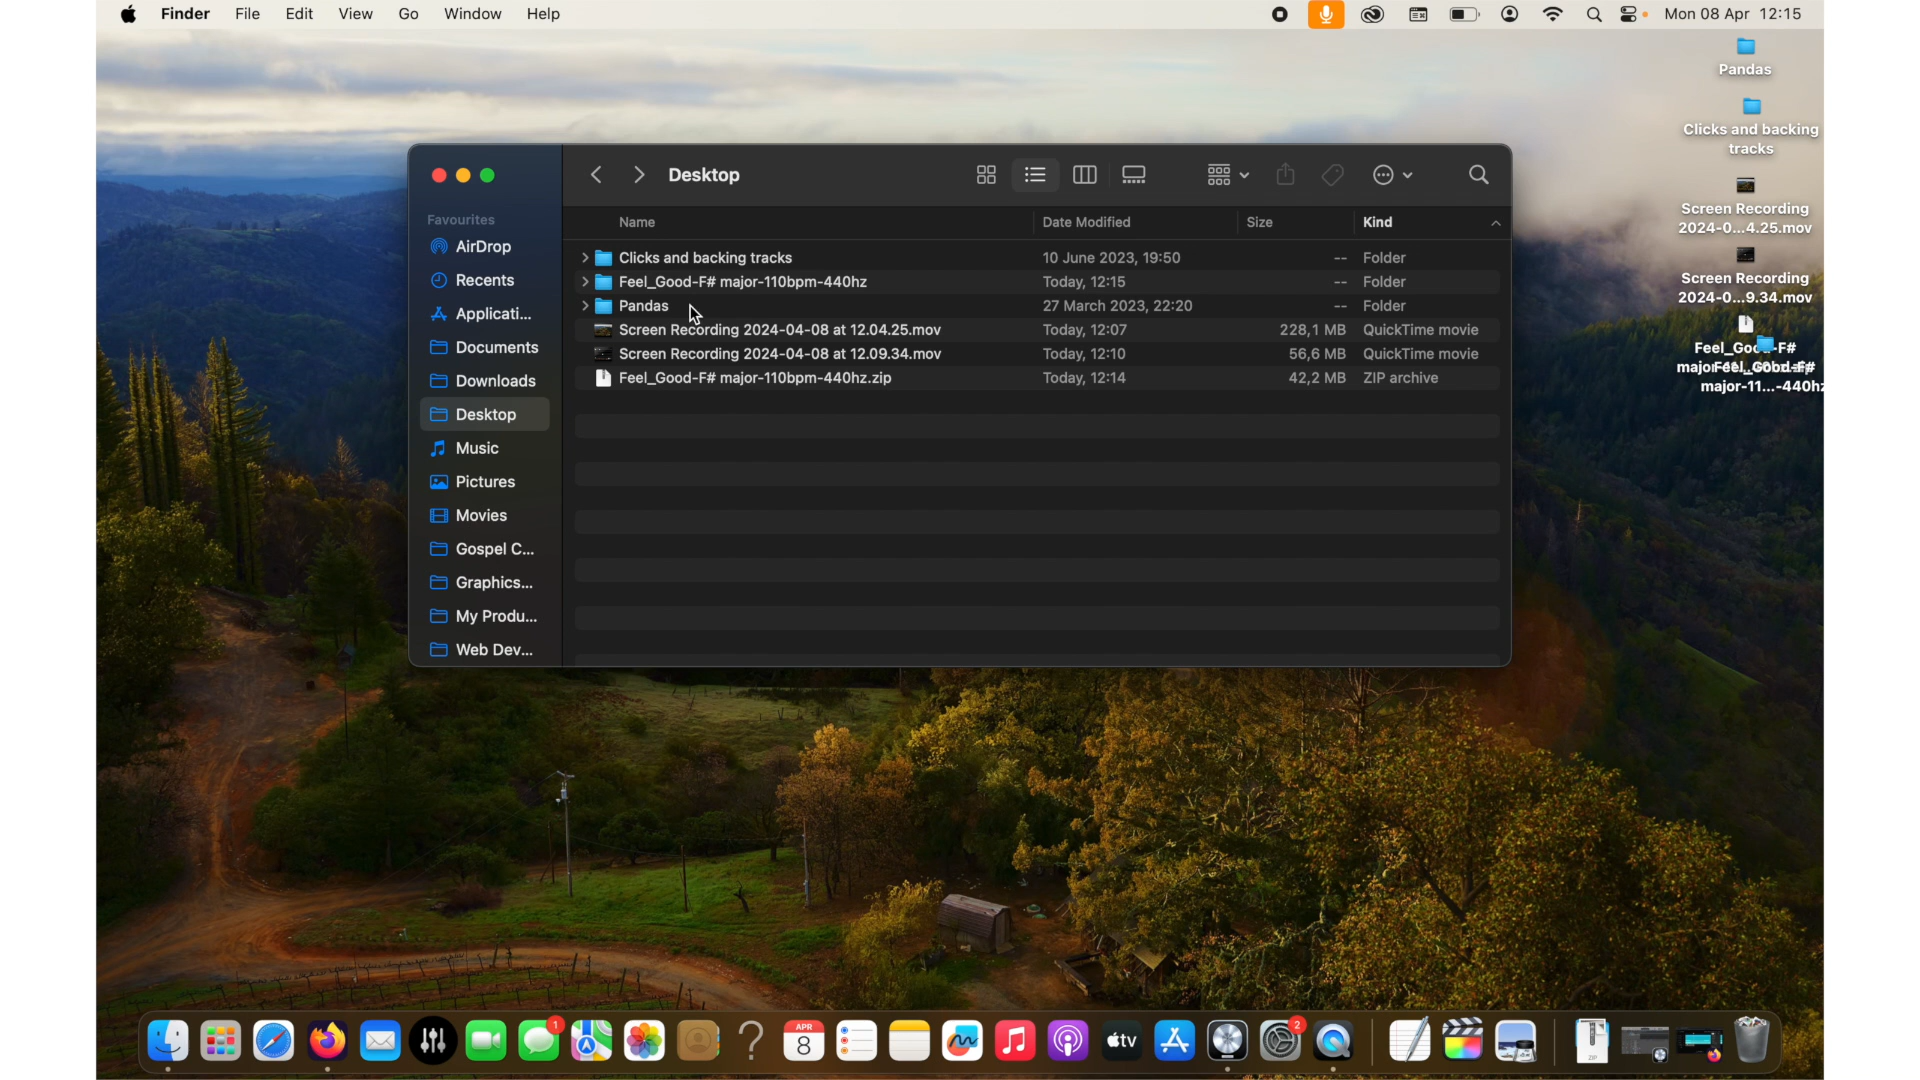 Finder File Edit View Go Window Help Mon 08 Apr 12:15
Pandas
Clicks and backing
tracks
Screen Recording
2024-0...4.25.mov
Screen Recording
2024-0...9.34.mov
Feel_Good-F#
major-11...-440hz
Desktop
Favourites
AirDrop
Recents
Applicati...
Documents
Downloads
Desktop
Music
Pictures
Movies
Gospel C...
Graphics...
My Produ...
Web Dev...
Name Date Modified Size Kind
Clicks and backing tracks 10 June 2023, 19:50 -- Folder
Feel_Good-F# major-110bpm-440hz Today, 12:15 -- Folder
Pandas 27 March 2023, 22:20 -- Folder
Screen Recording 2024-04-08 at 12.04.25.mov Today, 12:07 228,1 MB QuickTime movie
Screen Recording 2024-04-08 at 12.09.34.mov Today, 12:10 56,6 MB QuickTime movie
Feel_Good-F# major-110bpm-440hz.zip Today, 12:14 42,2 MB ZIP archive
1
APR
8
tv
2
ZIP